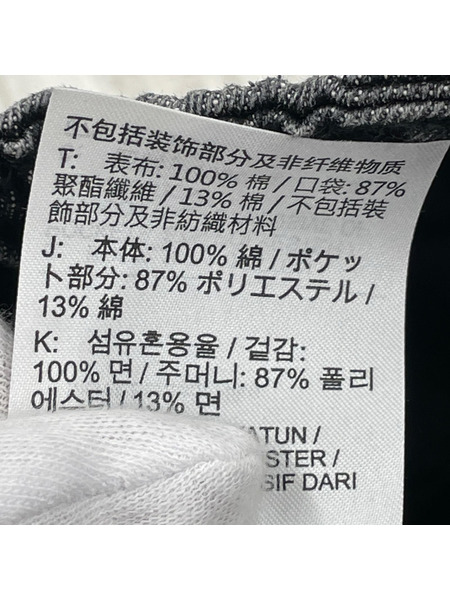 不包括装饰部分及非纤维物质
T: 表布: 100% 棉 / 口袋: 87%
聚酯纖維 / 13% 棉 / 不包括裝
飾部分及非紡織材料
J: 本体: 100% 綿 / ポケッ
ト部分: 87% ポリエステル /
13% 綿
K: 섬유혼용율 / 겉감:
100% 면 / 주머니: 87% 폴리
에스터 / 13% 면
/
SIF DARI